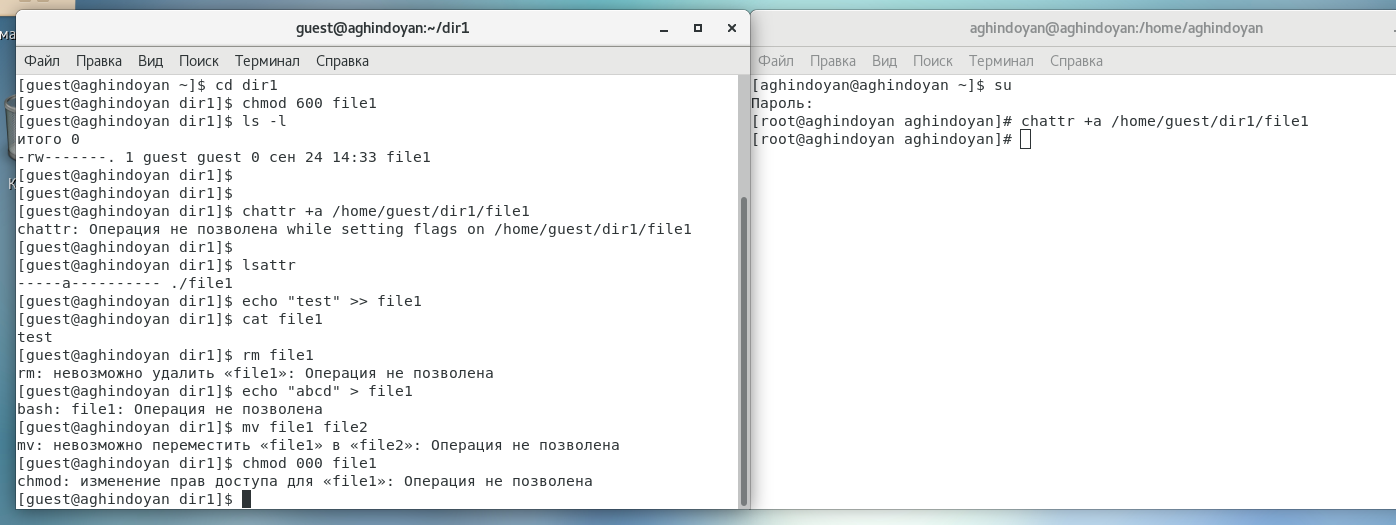 guest@aghindoyan:~/dir1
Файл Правка Вид Поиск Терминал Справка
[guest@aghindoyan ~]$ cd dir1
[guest@aghindoyan dir1]$ chmod 600 file1
[guest@aghindoyan dir1]$ ls -l
итого 0
-rw-------. 1 guest guest 0 сен 24 14:33 file1
[guest@aghindoyan dir1]$
[guest@aghindoyan dir1]$
[guest@aghindoyan dir1]$ chattr +a /home/guest/dir1/file1
chattr: Операция не позволена while setting flags on /home/guest/dir1/file1
[guest@aghindoyan dir1]$
[guest@aghindoyan dir1]$ lsattr
-----a---------- ./file1
[guest@aghindoyan dir1]$ echo "test" >> file1
[guest@aghindoyan dir1]$ cat file1
test
[guest@aghindoyan dir1]$ rm file1
rm: невозможно удалить «file1»: Операция не позволена
[guest@aghindoyan dir1]$ echo "abcd" > file1
bash: file1: Операция не позволена
[guest@aghindoyan dir1]$ mv file1 file2
mv: невозможно переместить «file1» в «file2»: Операция не позволена
[guest@aghindoyan dir1]$ chmod 000 file1
chmod: изменение прав доступа для «file1»: Операция не позволена
[guest@aghindoyan dir1]$
aghindoyan@aghindoyan:/home/aghindoyan
Файл Правка Вид Поиск Терминал Справка
[aghindoyan@aghindoyan ~]$ su
Пароль:
[root@aghindoyan aghindoyan]# chattr +a /home/guest/dir1/file1
[root@aghindoyan aghindoyan]#